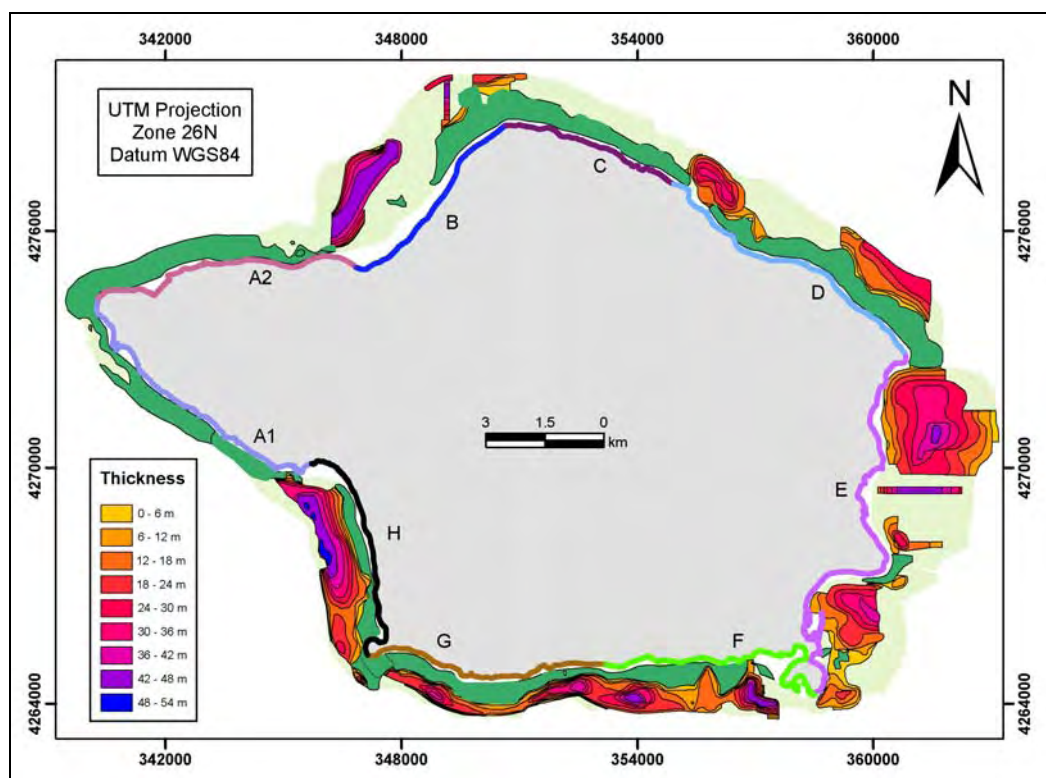 342000 348000 354000 360000
UTM Projection
Zone 26N
Datum WGS84
N
C
B
4276000 4276000
A2
D
3 1.5 0
km
A1
4270000 4270000
E
Thickness
0 - 6 m
6 - 12 m
12 - 18 m
18 - 24 m
24 - 30 m
30 - 36 m
36 - 42 m
42 - 48 m
48 - 54 m
H
G
F
4264000 4264000
342000 348000 354000 360000